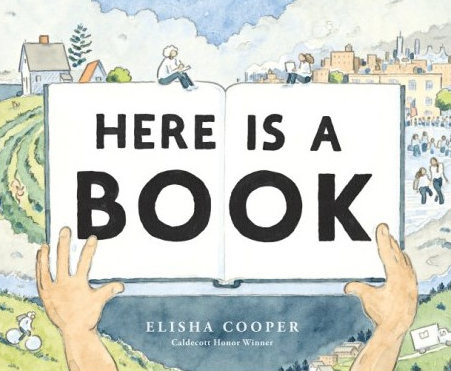 HERE IS A
BOOK
ELISHA COOPER
Caldecott Honor Winner